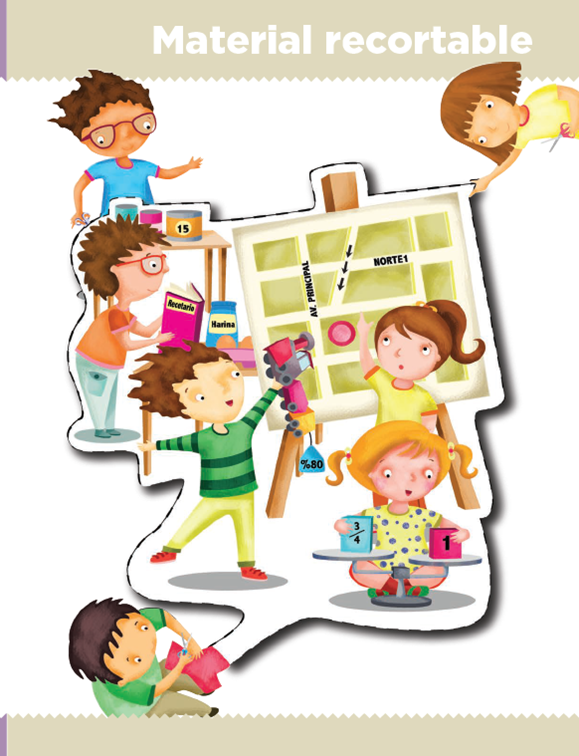 Material recortable
15
AV. PRINCIPAL
NORTE1
Recetario
Harina
%80
3
4
1